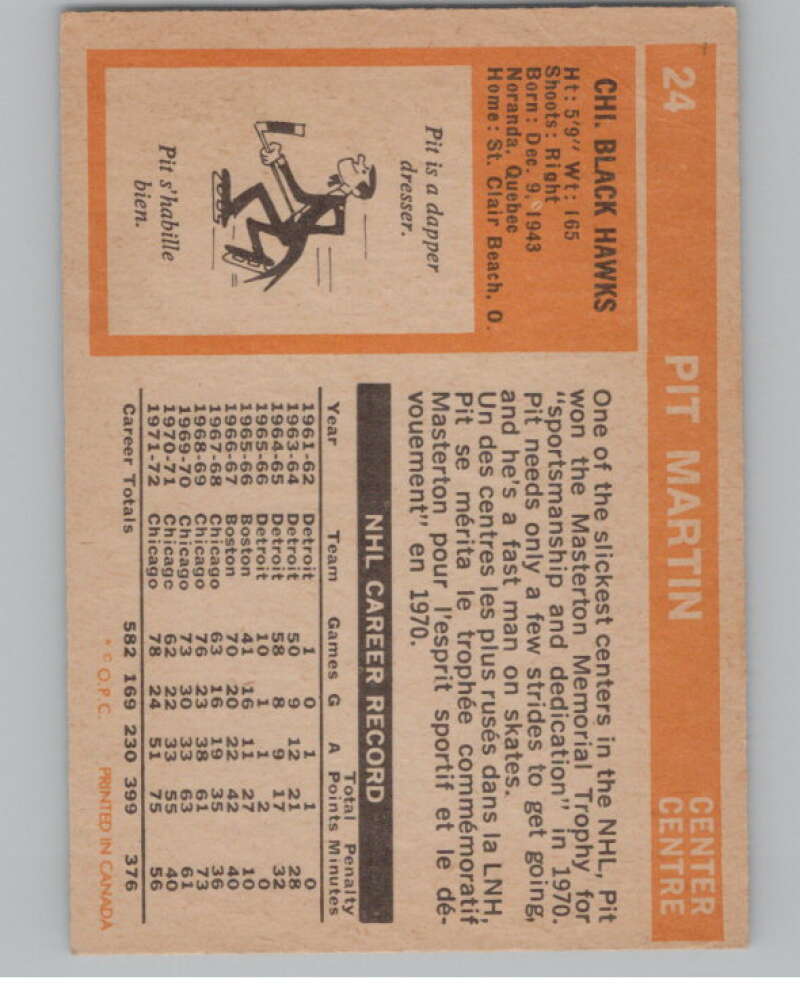 24 PIT MARTIN CENTER
CENTRE
CHI. BLACK HAWKS
Ht: 5'9" Wt: 165
Shoots: Right
Born: Dec. 9, 1943
Noranda, Quebec
Home: St. Clair Beach, O.
Pit is a dapper
dresser.
Pit s'habille
bien.
One of the slickest centers in the NHL, Pit
won the Masterton Memorial Trophy for
"sportsmanship and dedication" in 1970.
Pit needs only a few strides to get going,
and he's a fast man on skates.
Un des centres les plus rusés dans la LNH,
Pit se mérita le trophée commémoratif
Masterton pour l'esprit sportif et le dé-
vouement" en 1970.
NHL CAREER RECORD
Total Penalty
Year Team Games G A Points Minutes
1961-62 Detroit 1 0 1 1 0
1963-64 Detroit 50 9 12 21 28
1964-65 Detroit 58 8 9 17 32
1965-66 Detroit 10 1 1 2 0
1965-66 Boston 41 16 11 27 10
1966-67 Boston 70 20 22 42 40
1967-68 Chicago 63 16 19 35 36
1968-69 Chicago 76 23 38 61 73
1969-70 Chicago 73 30 33 63 61
1970-71 Chicago 62 22 33 55 40
1971-72 Chicago 78 24 51 75 56
Career Totals 582 169 230 399 376
* © O.P.C. PRINTED IN CANADA